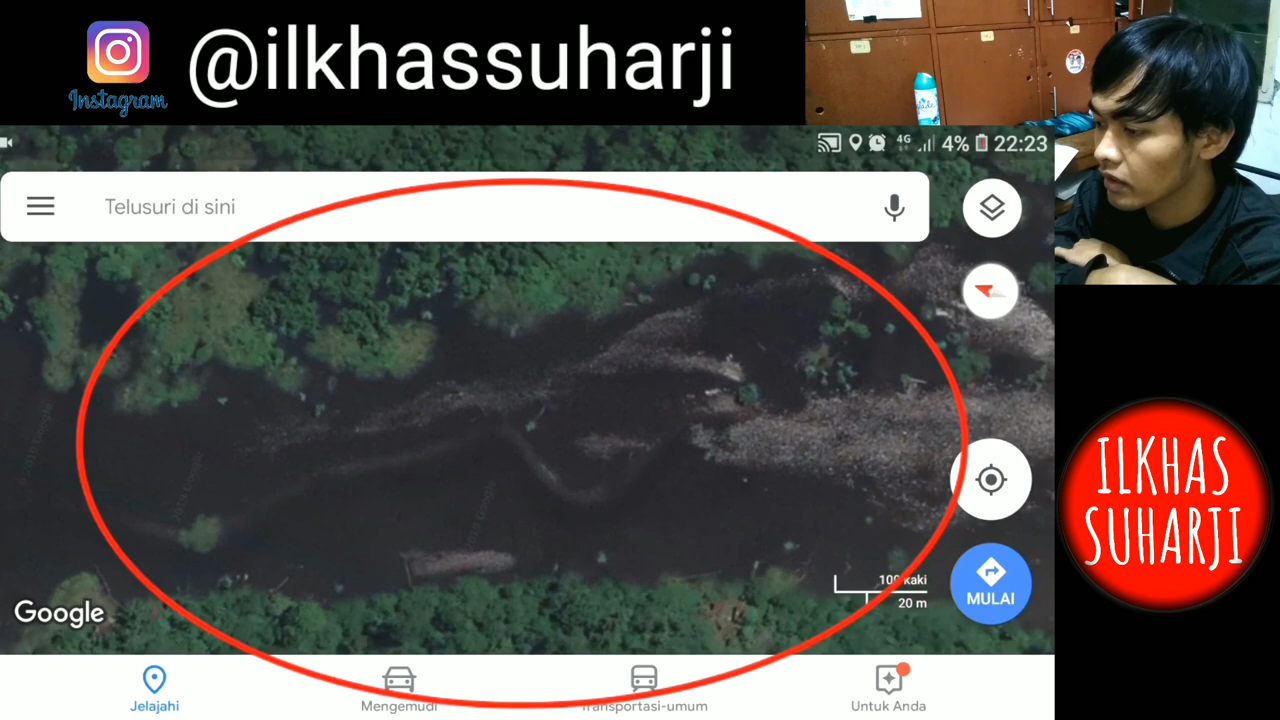 Instagram
@ilkhassuharji
4G 4% 22:23
Telusuri di sini
100 kaki
20 m
MULAI
Google
Jelajahi
Mengemudi
Transportasi-umum
Untuk Anda
ILKHAS
SUHARJI